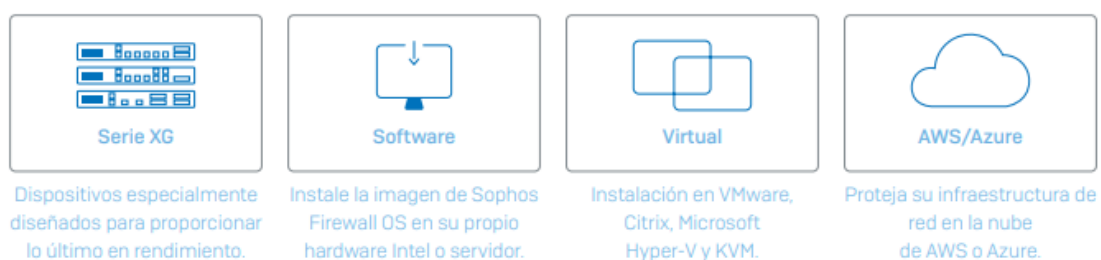 Serie XG
Dispositivos especialmente
diseñados para proporcionar
lo último en rendimiento.
Software
Instale la imagen de Sophos
Firewall OS en su propio
hardware Intel o servidor.
Virtual
Instalación en VMware,
Citrix, Microsoft
Hyper-V y KVM.
AWS/Azure
Proteja su infraestructura de
red en la nube
de AWS o Azure.